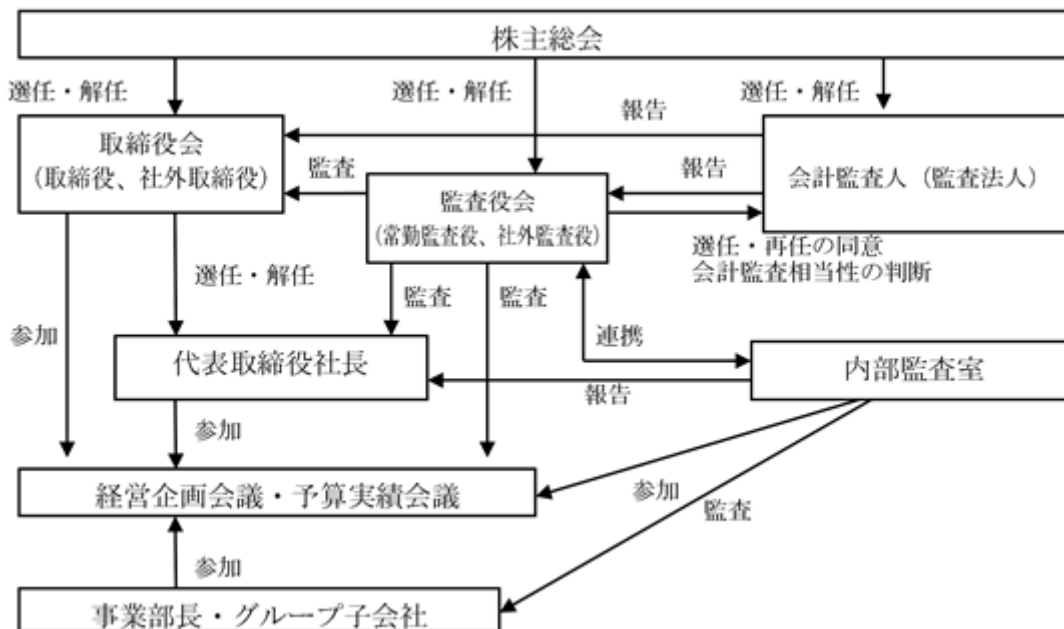 株主総会
選任・解任
選任・解任
選任・解任
報告
取締役会
(取締役、社外取締役)
監査
報告
会計監査人（監査法人）
監査役会
(常勤監査役、社外監査役)
選任・再任の同意
会計監査相当性の判断
選任・解任
監査
監査
参加
連携
代表取締役社長
内部監査室
報告
参加
経営企画会議・予算実績会議
参加
監査
参加
事業部長・グループ子会社